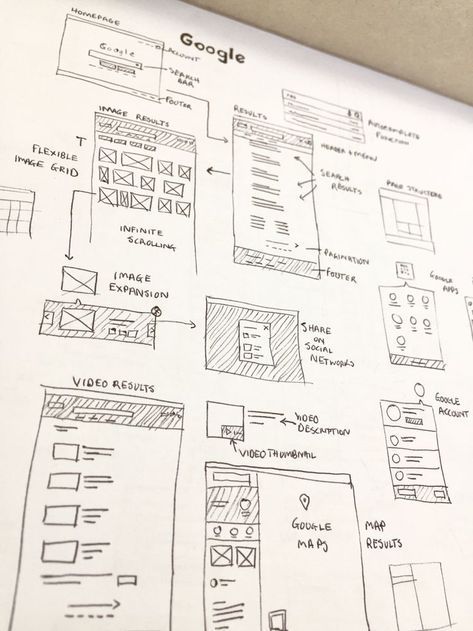 HOMEPAGE
Google
Google
ACCOUNT
SEARCH
BAR
FOOTER
IMAGE RESULTS
RESULTS
AUTOCOMPLETE
FUNCTION
FLEXIBLE
IMAGE GRID
HEADER + MENU
SEARCH
RESULTS
PAGE STRUCTURE
INFINITE
SCROLLING
PAGINATION
FOOTER
GOOGLE
APPS
IMAGE
EXPANSION
SHARE
ON
SOCIAL
NETWORKS
VIDEO RESULTS
GOOGLE
ACCOUNT
VIDEO
DESCRIPTION
VIDEO THUMBNAIL
GOOGLE
MAPS
MAP
RESULTS